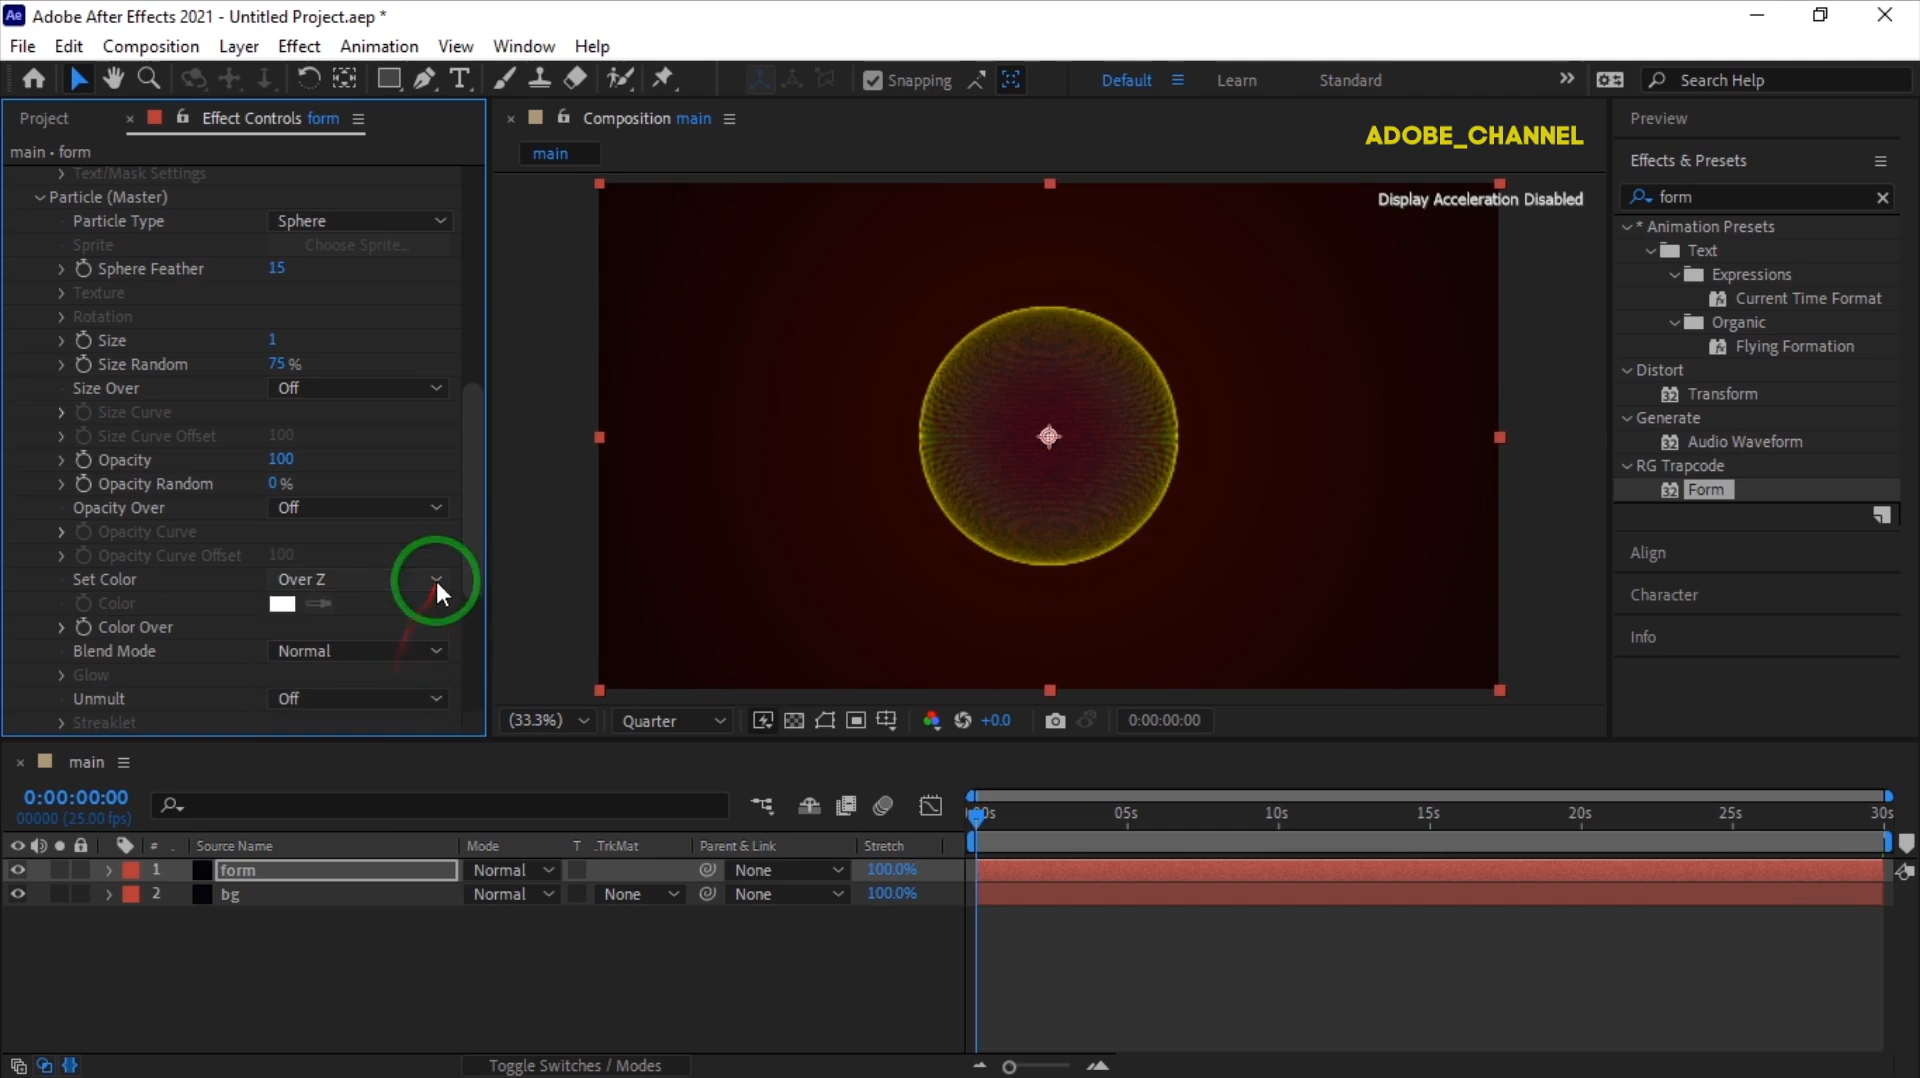 Ae Adobe After Effects 2021 - Untitled Project.aep *
File Edit Composition Layer Effect Animation View Window Help
T Snapping Default Learn Standard Search Help
Project Effect Controls form
main • form
Text/Mask Settings
Particle (Master)
Particle Type Sphere
Sprite Choose Sprite...
Sphere Feather 15
Texture
Rotation
Size 1
Size Random 75 %
Size Over Off
Size Curve
Size Curve Offset 100
Opacity 100
Opacity Random 0 %
Opacity Over Off
Opacity Curve
Opacity Curve Offset 100
Set Color Over Z
Color
Color Over
Blend Mode Normal
Glow
Unmult Off
Streaklet
Composition main
main
ADOBE_CHANNEL
Display Acceleration Disabled
(33.3%) Quarter +0.0 0:00:00:00
Preview
Effects & Presets
form
* Animation Presets
Text
Expressions
Current Time Format
Organic
Flying Formation
Distort
32 Transform
Generate
32 Audio Waveform
RG Trapcode
32 Form
Align
Character
Info
main
0:00:00:00
00000 (25.00 fps)
00s 05s 10s 15s 20s 25s 30s
# . Source Name Mode T .TrkMat Parent & Link Stretch
1 form Normal None 100.0%
2 bg Normal None None 100.0%
Toggle Switches / Modes